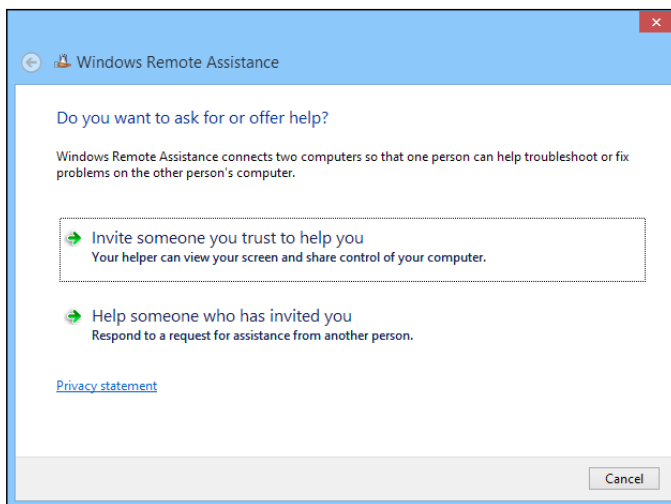 Windows Remote Assistance
Do you want to ask for or offer help?
Windows Remote Assistance connects two computers so that one person can help troubleshoot or fix
problems on the other person's computer.
Invite someone you trust to help you
Your helper can view your screen and share control of your computer.
Help someone who has invited you
Respond to a request for assistance from another person.
Privacy statement
Cancel